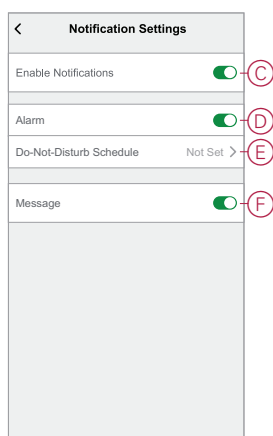 Notification Settings
Enable Notifications C
Alarm D
Do-Not-Disturb Schedule Not Set E
Message F